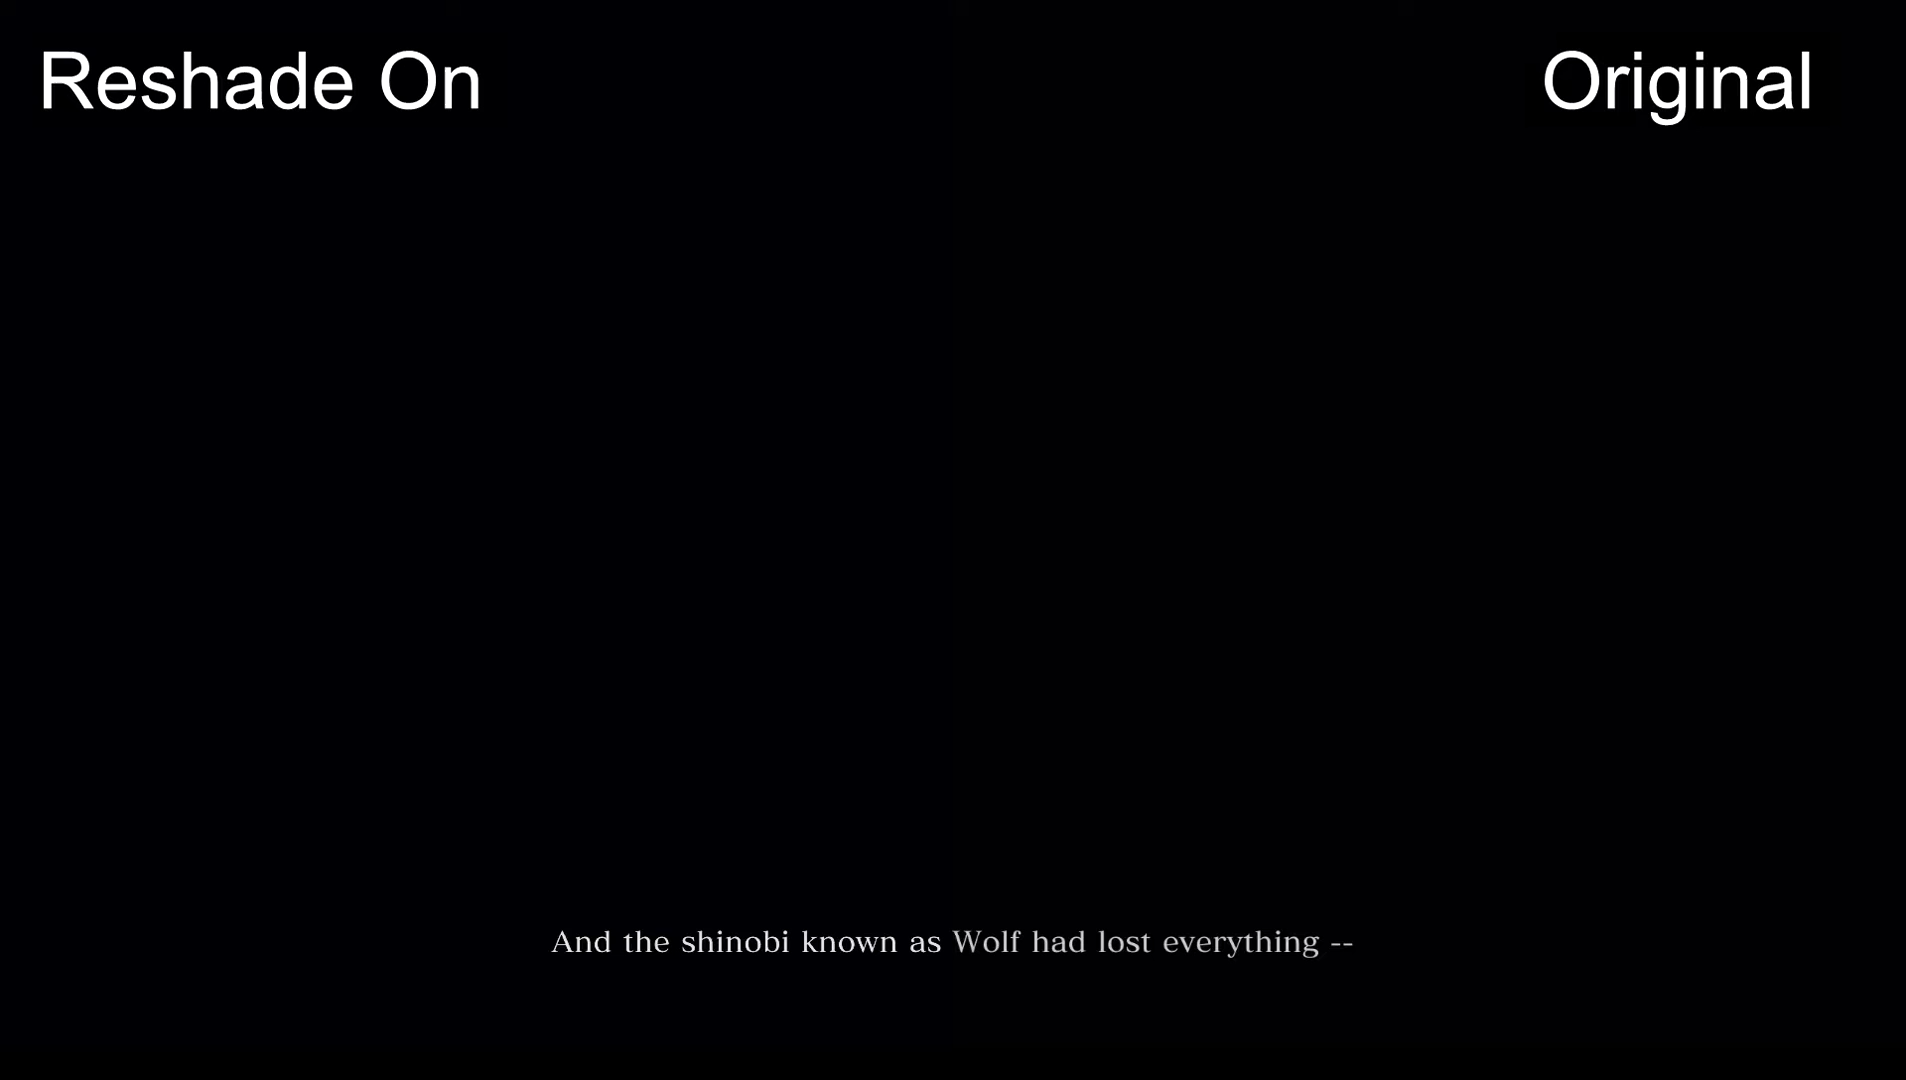 Reshade On
Original
And the shinobi known as Wolf had lost everything --